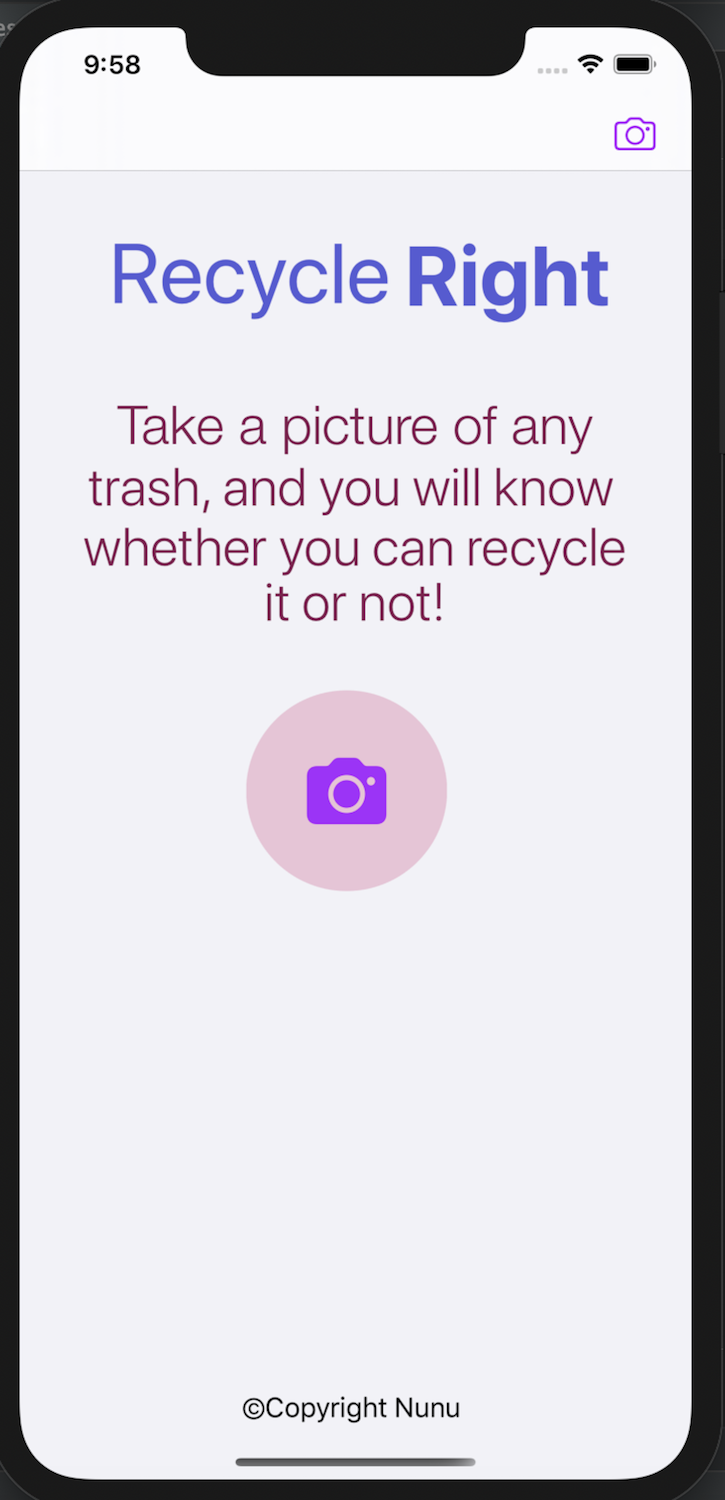 9:58
Recycle Right
Take a picture of any
trash, and you will know
whether you can recycle
it or not!
©Copyright Nunu